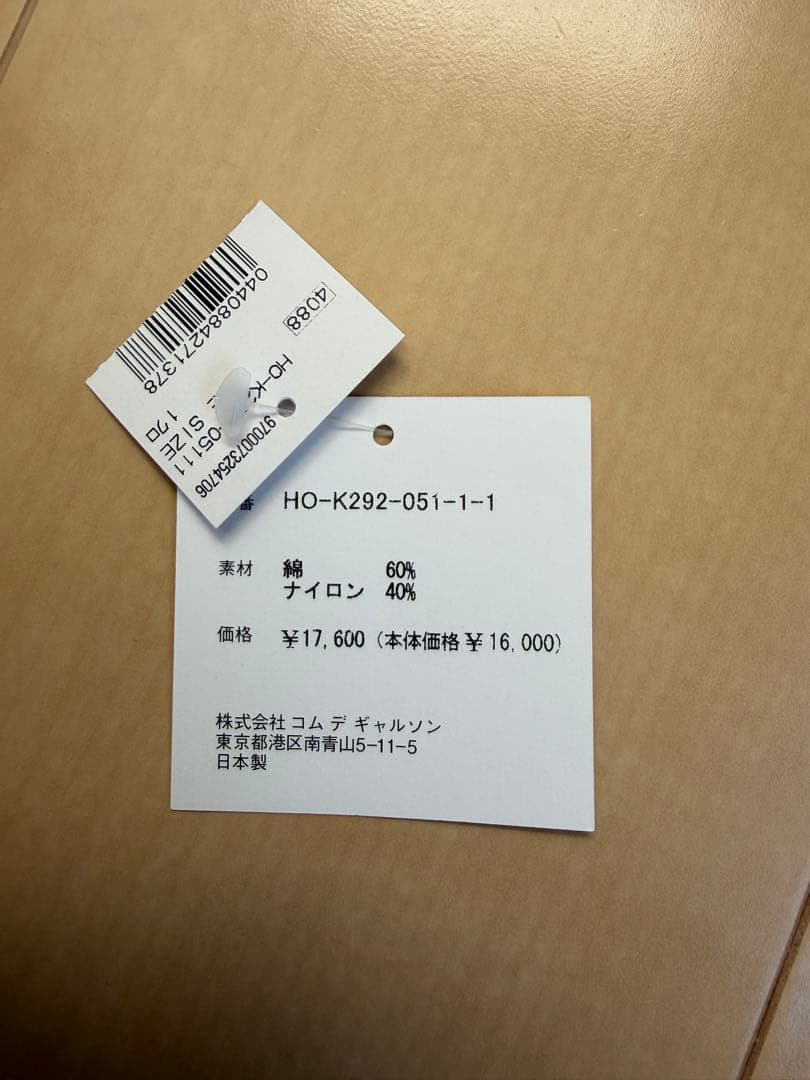 4088
0440884271378
HO-K
-05111
SIZE
1クロ
9700073254706
番 HO-K292-051-1-1
素材 綿 60%
ナイロン 40%
価格 ¥17,600 (本体価格 ¥ 16,000)
株式会社 コム デ ギャルソン
東京都港区南青山5-11-5
日本製